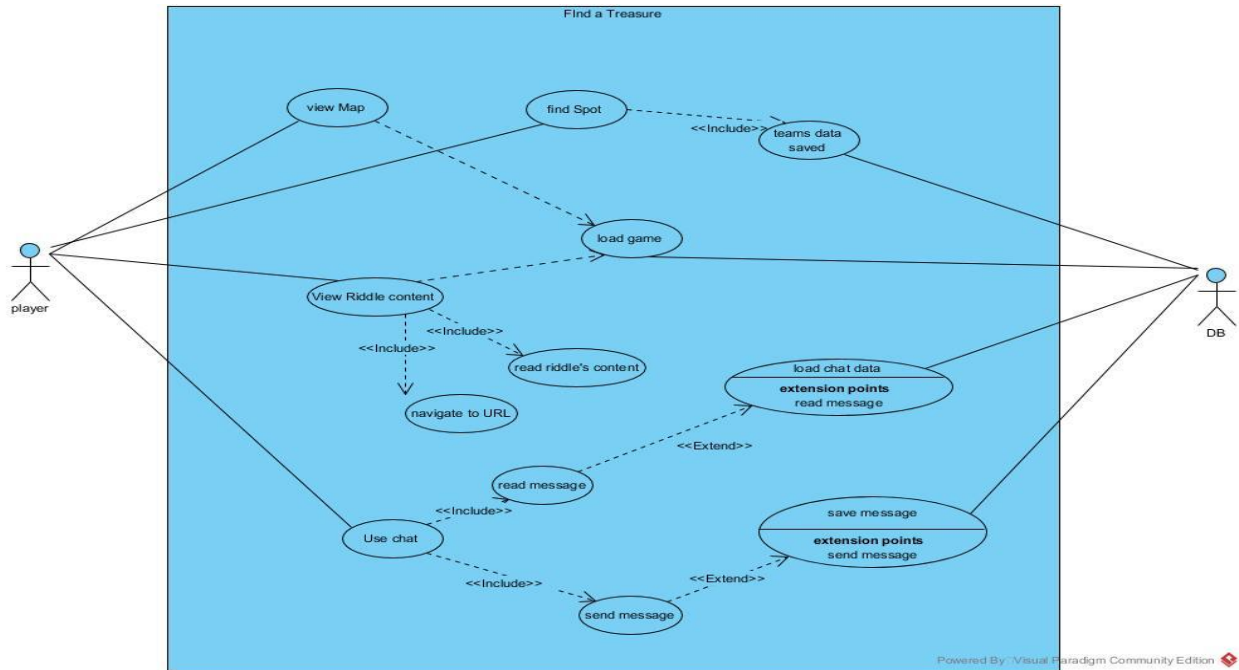 FInd a Treasure
view Map
find Spot
<<Include>>
teams data
saved
load game
player
View Riddle content
<<Include>>
<<Include>>
read riddle's content
navigate to URL
DB
load chat data
extension points
read message
<<Extend>>
read message
<<Include>>
Use chat
save message
extension points
send message
<<Include>>
<<Extend>>
send message
Powered By Visual Paradigm Community Edition